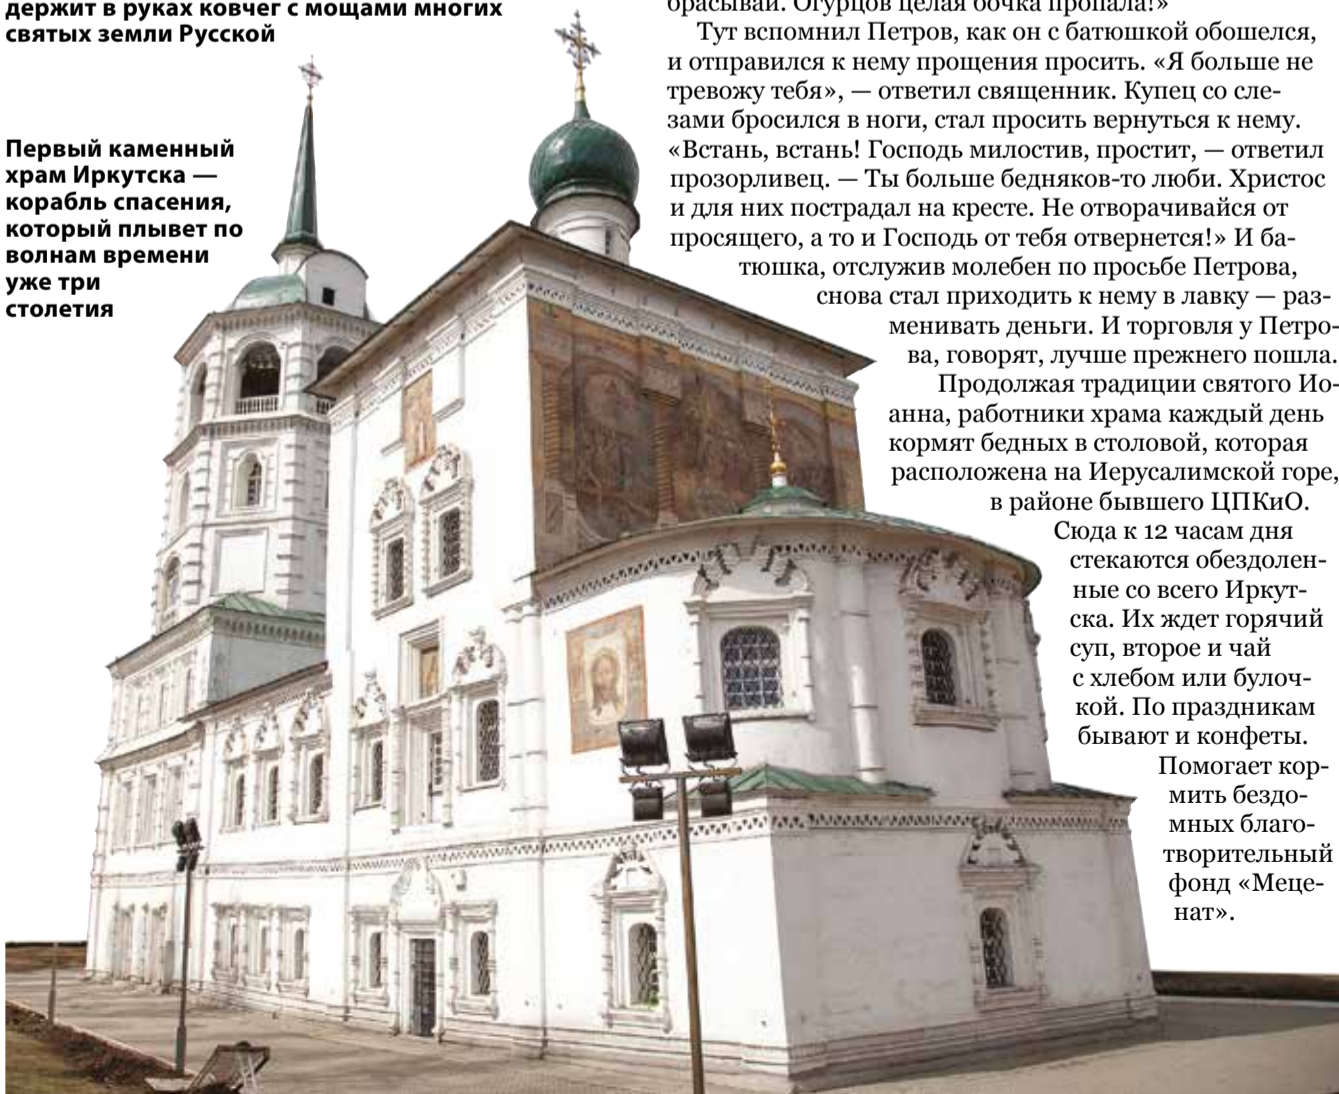 держит в руках ковчег с мощами многих
святых земли Русской
Первый каменный
храм Иркутска —
корабль спасения,
который плывет по
волнам времени
уже три
столетия
брасывай. Огурцов целая бочка пропала!»
Тут вспомнил Петров, как он с батюшкой обошелся,
и отправился к нему прощения просить. «Я больше не
тревожу тебя», — ответил священник. Купец со сле-
зами бросился в ноги, стал просить вернуться к нему.
«Встань, встань! Господь милостив, простит, — ответил
прозорливец. — Ты больше бедняков-то люби. Христос
и для них пострадал на кресте. Не отворачивайся от
просящего, а то и Господь от тебя отвернется!» И ба-
тюшка, отслужив молебен по просьбе Петрова,
снова стал приходить к нему в лавку — раз-
менивать деньги. И торговля у Петро-
ва, говорят, лучше прежнего пошла.
Продолжая традиции святого Ио-
анна, работники храма каждый день
кормят бедных в столовой, которая
расположена на Иерусалимской горе,
в районе бывшего ЦПКиО.
Сюда к 12 часам дня
стекаются обездолен-
ные со всего Иркут-
ска. Их ждет горячий
суп, второе и чай
с хлебом или булоч-
кой. По праздникам
бывают и конфеты.
Помогает кор-
мить бездо-
мных благо-
творительный
фонд «Меце-
нат».